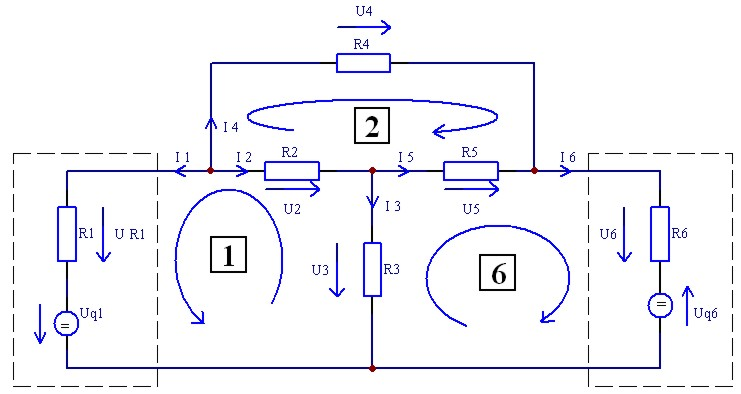 U4
R4
I 4
2
I 1
I 2
R2
I 5
R5
I 6
U2
I 3
U5
R1
U R1
1
U3
R3
6
U6
R6
=
Uq1
=
Uq6